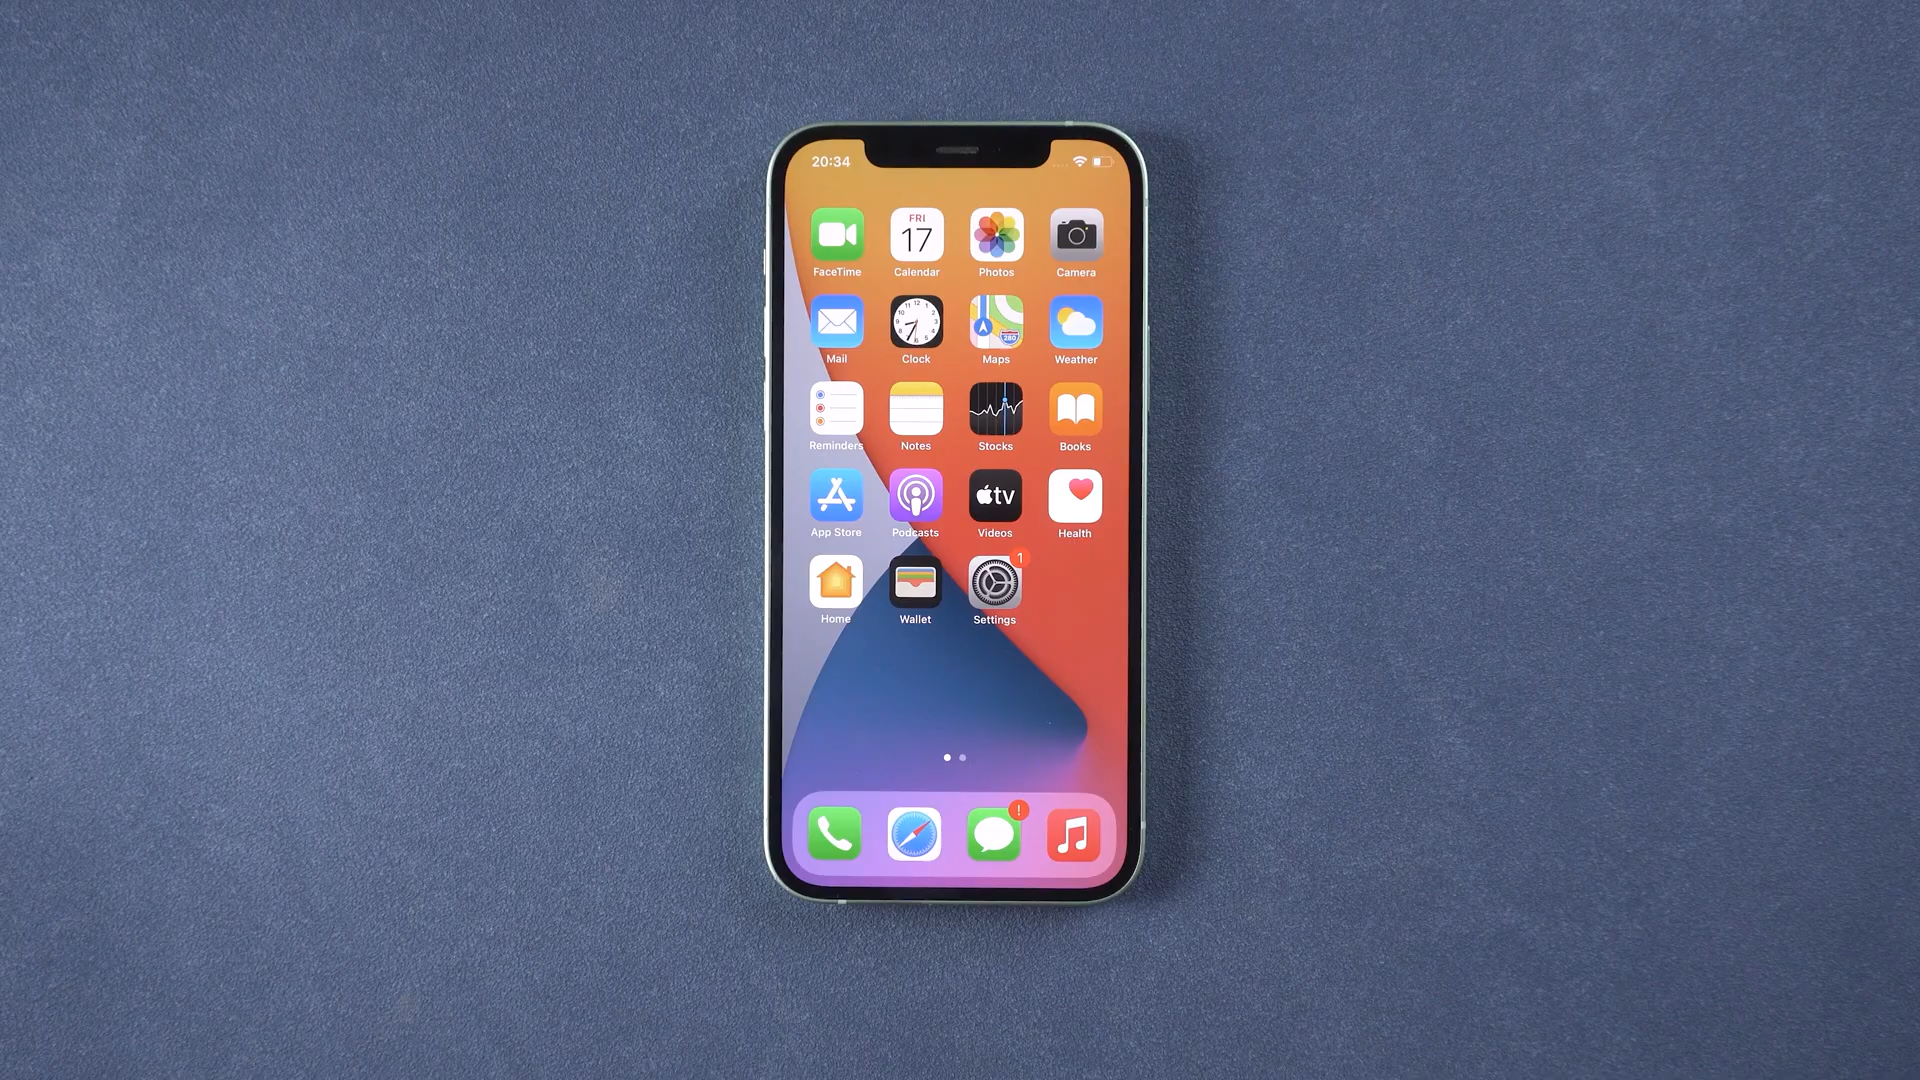 20:34
FRI
17
FaceTime Calendar Photos Camera
Mail Clock Maps Weather
280
Reminders Notes Stocks Books
tv
App Store Podcasts Videos Health
1
Home Wallet Settings
!